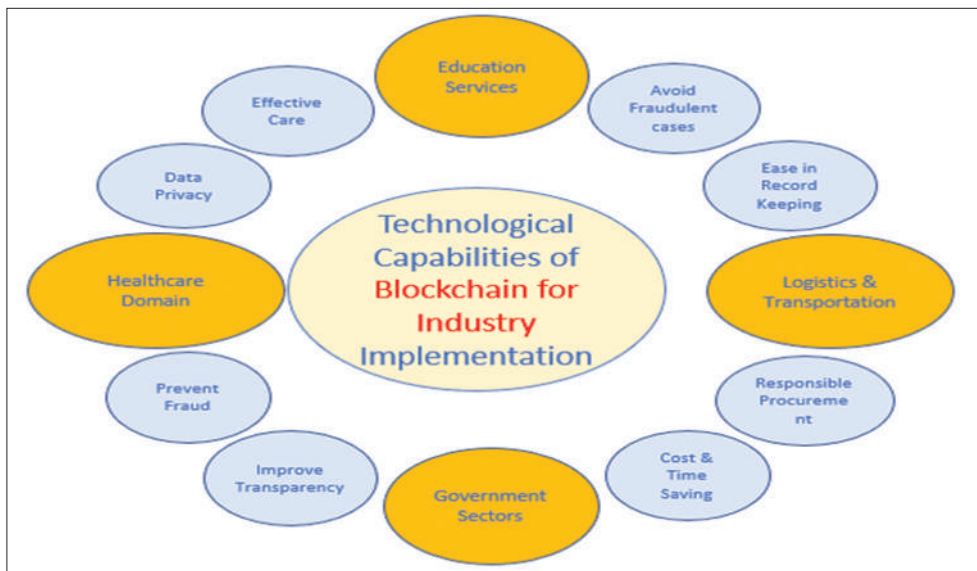 Education
Services
Effective
Care
Avoid
Fraudulent
cases
Data
Privacy
Ease in
Record
Keeping
Technological
Capabilities of
Blockchain for
Industry
Implementation
Healthcare
Domain
Logistics &
Transportation
Prevent
Fraud
Responsible
Procureme
nt
Improve
Transparency
Cost &
Time
Saving
Government
Sectors